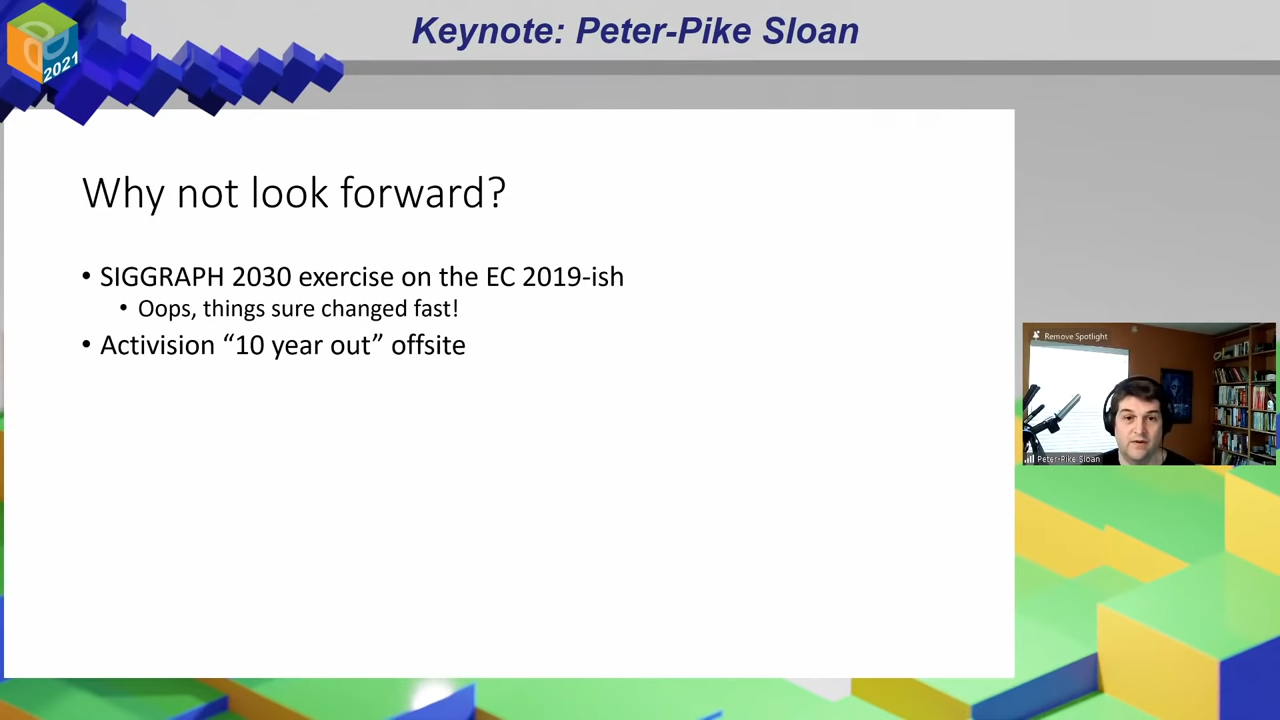 Keynote: Peter-Pike Sloan
2021
Why not look forward?
• SIGGRAPH 2030 exercise on the EC 2019-ish
• Oops, things sure changed fast!
• Activision “10 year out” offsite
Remove Spotlight
Peter-Pike Sloan